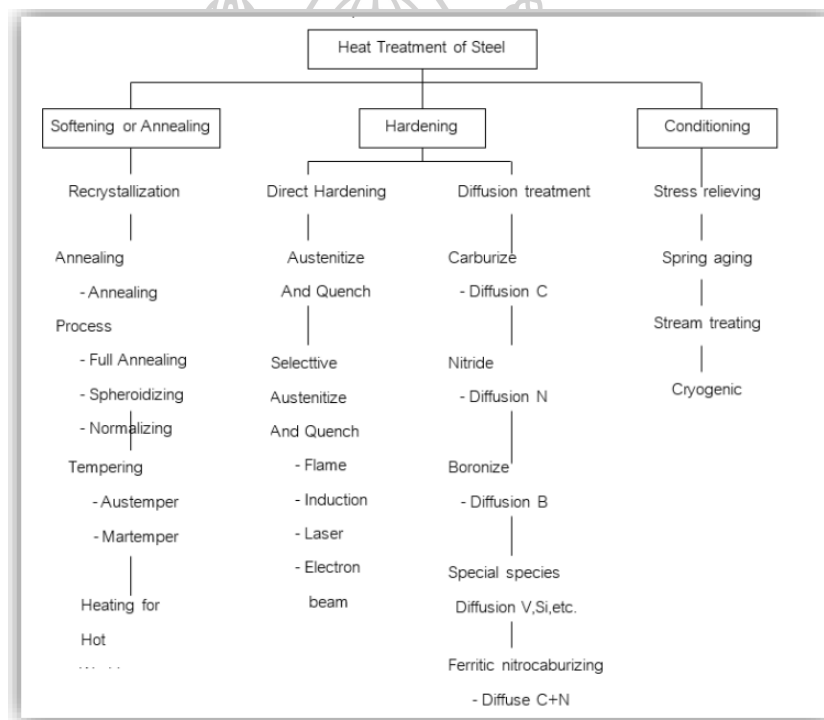 Heat Treatment of Steel
Softening or Annealing
Recrystallization
Annealing
- Annealing
Process
- Full Annealing
- Spheroidizing
- Normalizing
Tempering
- Austemper
- Martemper
Heating for
Hot
Hardening
Direct Hardening
Austenitize
And Quench
Selecttive
Austenitize
And Quench
- Flame
- Induction
- Laser
- Electron
beam
Diffusion treatment
Carburize
- Diffusion C
Nitride
- Diffusion N
Boronize
- Diffusion B
Special species
Diffusion V,Si,etc.
Ferritic nitrocaburizing
- Diffuse C+N
Conditioning
Stress relieving
Spring aging
Stream treating
Cryogenic